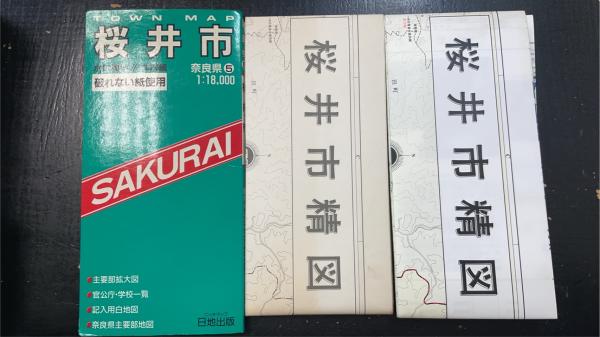 TOWN MAP
桜井市
奈良県⑤
破れない紙使用
1:18,000
SAKURAI
主要部拡大図
官公庁・学校一覧
記入用白地図
奈良県主要部地図
日地出版
桜井市精図
桜井市精図